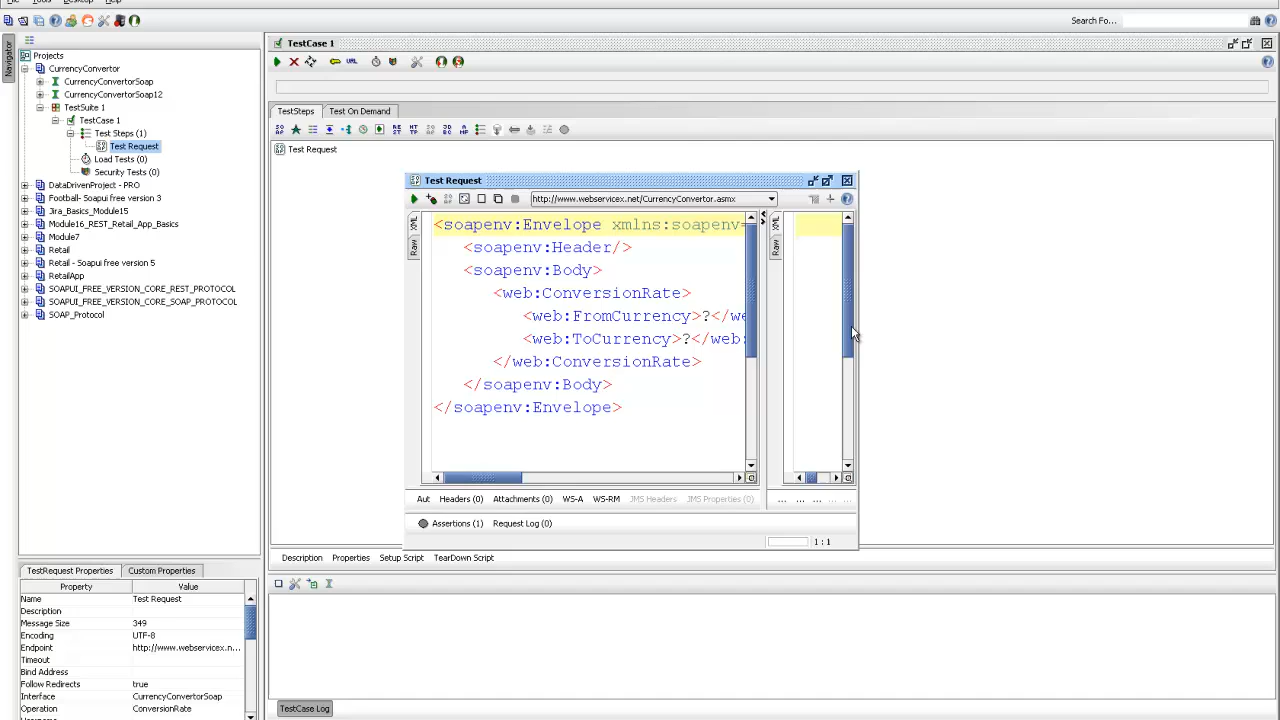 File Tools Desktop Help
Search Fo...
Navigator
Projects
CurrencyConvertor
CurrencyConvertorSoap
CurrencyConvertorSoap12
TestSuite 1
TestCase 1
Test Steps (1)
Test Request
Load Tests (0)
Security Tests (0)
DataDrivenProject - PRO
Football- Soapui free version 3
Jira_Basics_Module15
Module16_REST_Retail_App_Basics
Module7
Retail
Retail - Soapui free version 5
RetailApp
SOAPUI_FREE_VERSION_CORE_REST_PROTOCOL
SOAPUI_FREE_VERSION_CORE_SOAP_PROTOCOL
SOAP_Protocol
TestCase 1
URL
TestSteps Test On Demand
Test Request
Test Request
http://www.webservicex.net/CurrencyConvertor.asmx
XML
Raw
<soapenv:Envelope xmlns:soapenv=
<soapenv:Header/>
<soapenv:Body>
<web:ConversionRate>
<web:FromCurrency>?</we
<web:ToCurrency>?</web:
</web:ConversionRate>
</soapenv:Body>
</soapenv:Envelope>
XML
Raw
Aut Headers (0) Attachments (0) WS-A WS-RM JMS Headers JMS Properties (0) ... ... ... ...
Assertions (1) Request Log (0)
1 : 1
Description Properties Setup Script TearDown Script
TestRequest Properties Custom Properties
Property Value
Name Test Request
Description
Message Size 349
Encoding UTF-8
Endpoint http://www.webservicex.n...
Timeout
Bind Address
Follow Redirects true
Interface CurrencyConvertorSoap
Operation ConversionRate
TestCase Log